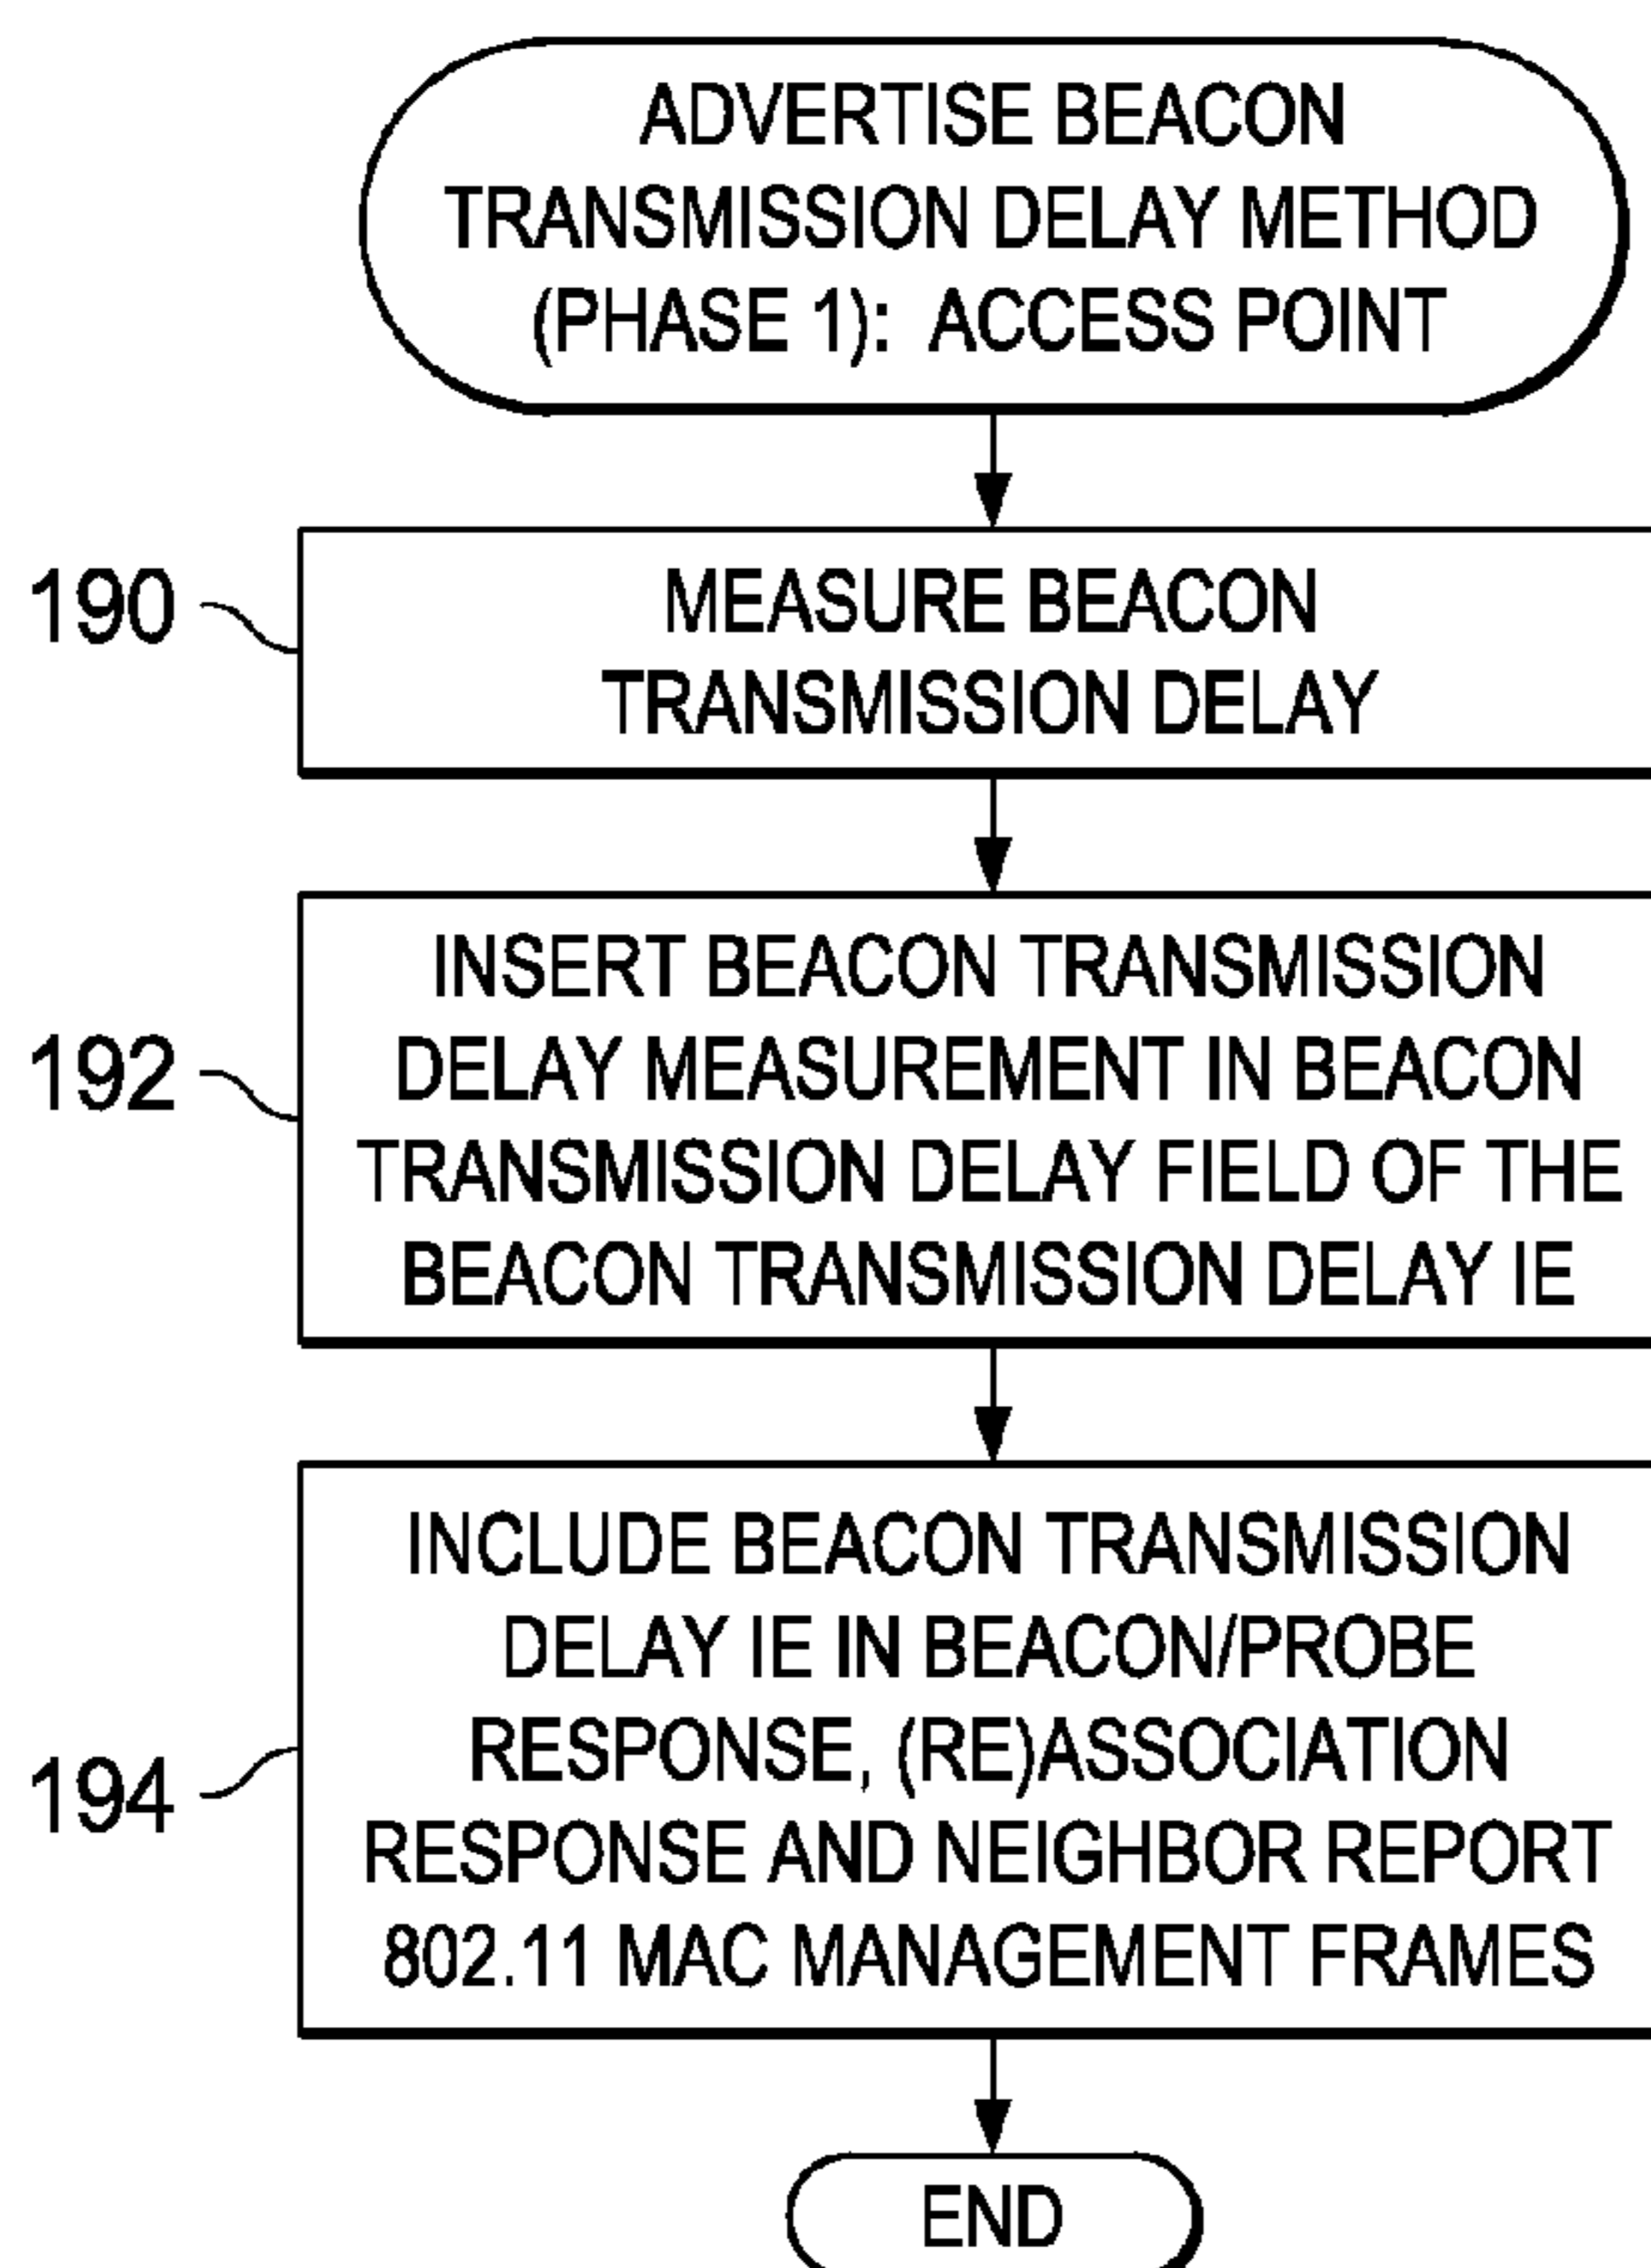 ADVERTISE BEACON
TRANSMISSION DELAY METHOD
(PHASE 1): ACCESS POINT
190
MEASURE BEACON
TRANSMISSION DELAY
192
INSERT BEACON TRANSMISSION
DELAY MEASUREMENT IN BEACON
TRANSMISSION DELAY FIELD OF THE
BEACON TRANSMISSION DELAY IE
194
INCLUDE BEACON TRANSMISSION
DELAY IE IN BEACON/PROBE
RESPONSE, (RE)ASSOCIATION
RESPONSE AND NEIGHBOR REPORT
802.11 MAC MANAGEMENT FRAMES
END